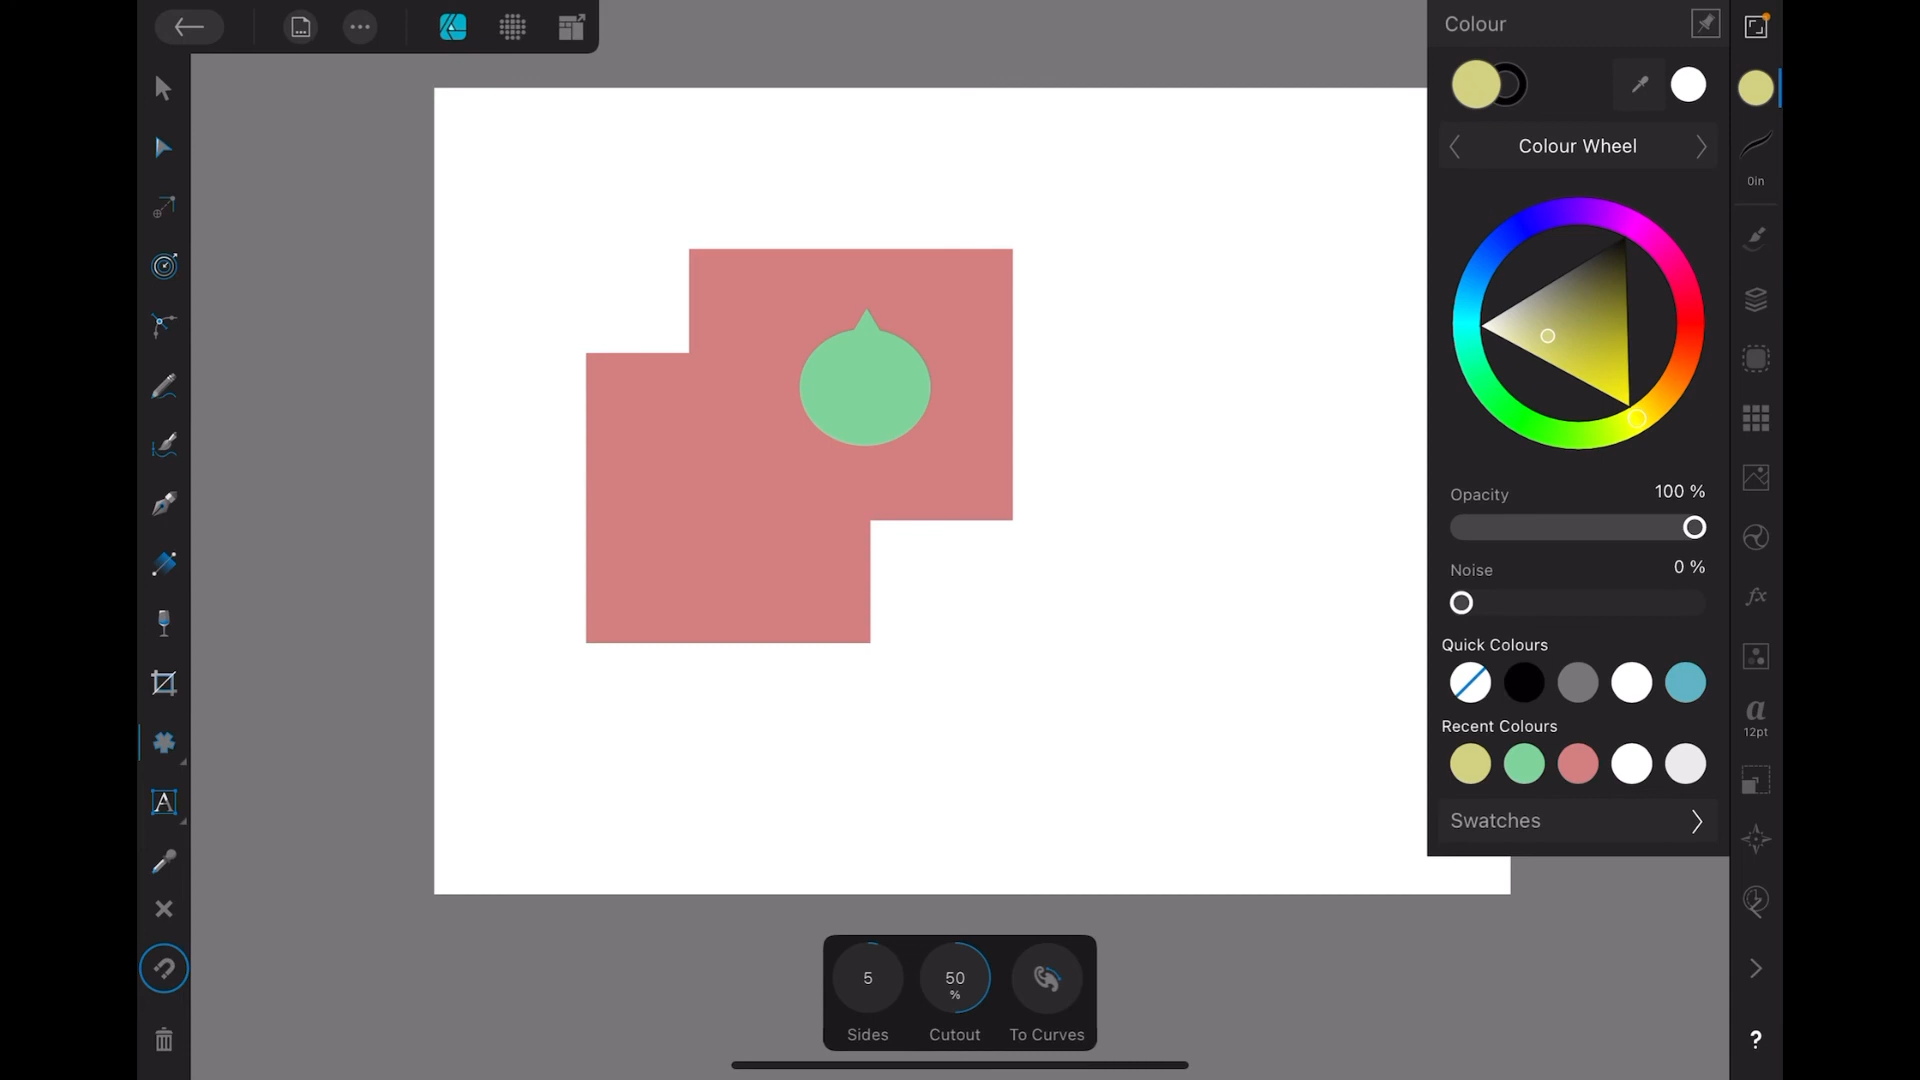 Colour
Colour Wheel
0in
Opacity
100 %
Noise
0 %
Quick Colours
Recent Colours
a
12pt
fx
A
Swatches
5
50
%
Sides
Cutout
To Curves
?